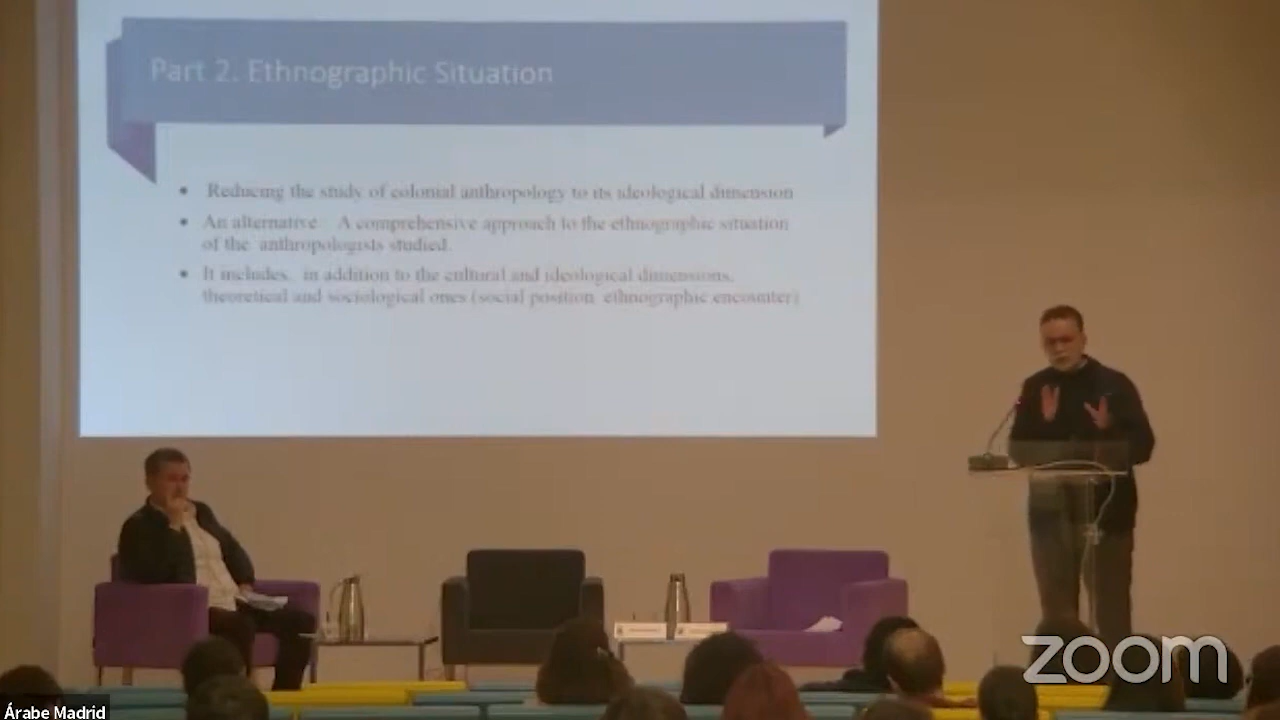 Part 2. Ethnographic Situation
• Reducing the study of colonial anthropology to its ideological dimension
• An alternative A comprehensive approach to the ethnographic situation
of the anthropologists studied.
• It includes, in addition to the cultural and ideological dimensions,
theoretical and sociological ones (social position ethnographic encounter)
zoom
Árabe Madrid